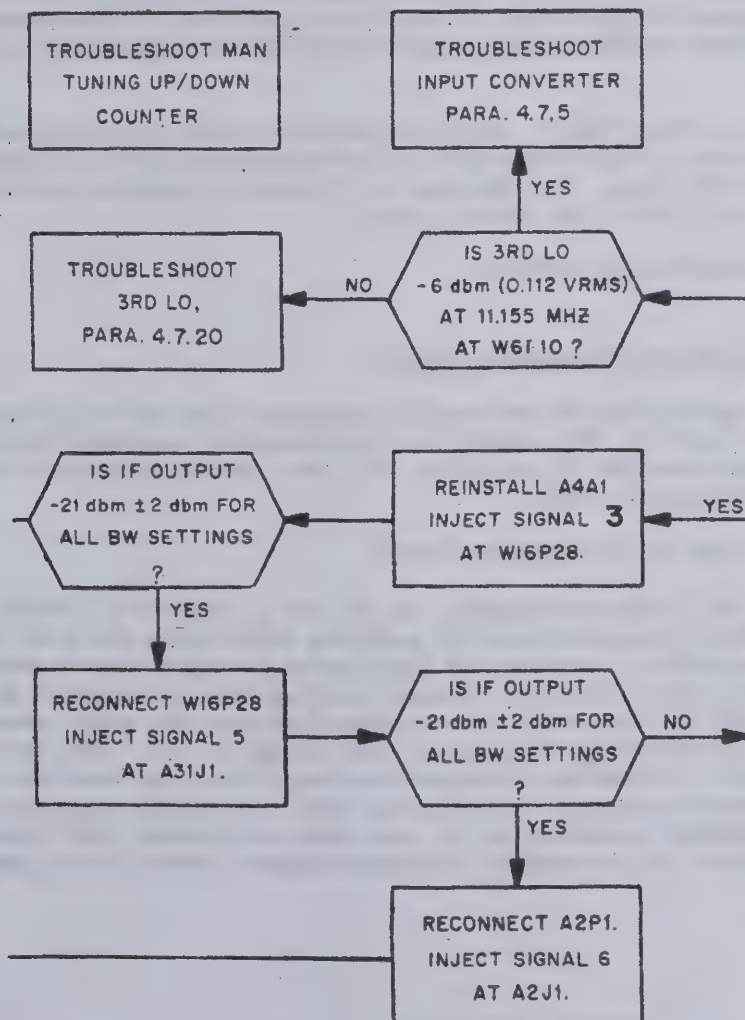 TROUBLESHOOT MAN
TUNING UP/DOWN
COUNTER
TROUBLESHOOT
INPUT CONVERTER
PARA. 4.7.5
YES
IS 3RD LO
-6 dbm (0.112 VRMS)
AT 11.155 MHZ
AT W6P10 ?
NO
TROUBLESHOOT
3RD LO,
PARA. 4.7.20
IS IF OUTPUT
-21 dbm ±2 dbm FOR
ALL BW SETTINGS
?
YES
REINSTALL A4A1
INJECT SIGNAL 3
AT W16P28.
YES
RECONNECT W16P28
INJECT SIGNAL 5
AT A31J1.
IS IF OUTPUT
-21 dbm ±2 dbm FOR
ALL BW SETTINGS
?
NO
YES
RECONNECT A2P1.
INJECT SIGNAL 6
AT A2J1.